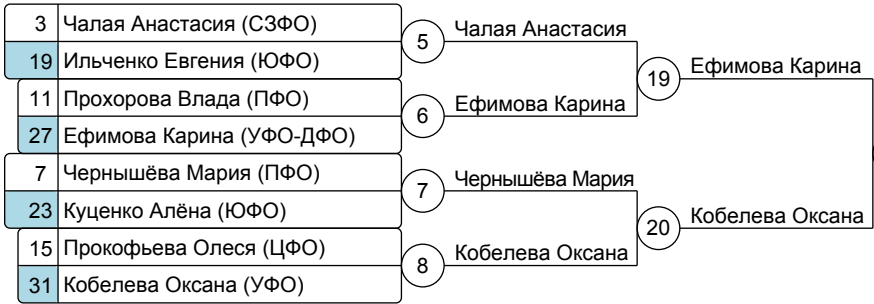 3 Чалая Анастасия (СЗФО)
19 Ильченко Евгения (ЮФО)
5
Чалая Анастасия
11 Прохорова Влада (ПФО)
27 Ефимова Карина (УФО-ДФО)
6
Ефимова Карина
19
Ефимова Карина
7 Чернышёва Мария (ПФО)
23 Куценко Алёна (ЮФО)
7
Чернышёва Мария
15 Прокофьева Олеся (ЦФО)
31 Кобелева Оксана (УФО)
8
Кобелева Оксана
20
Кобелева Оксана